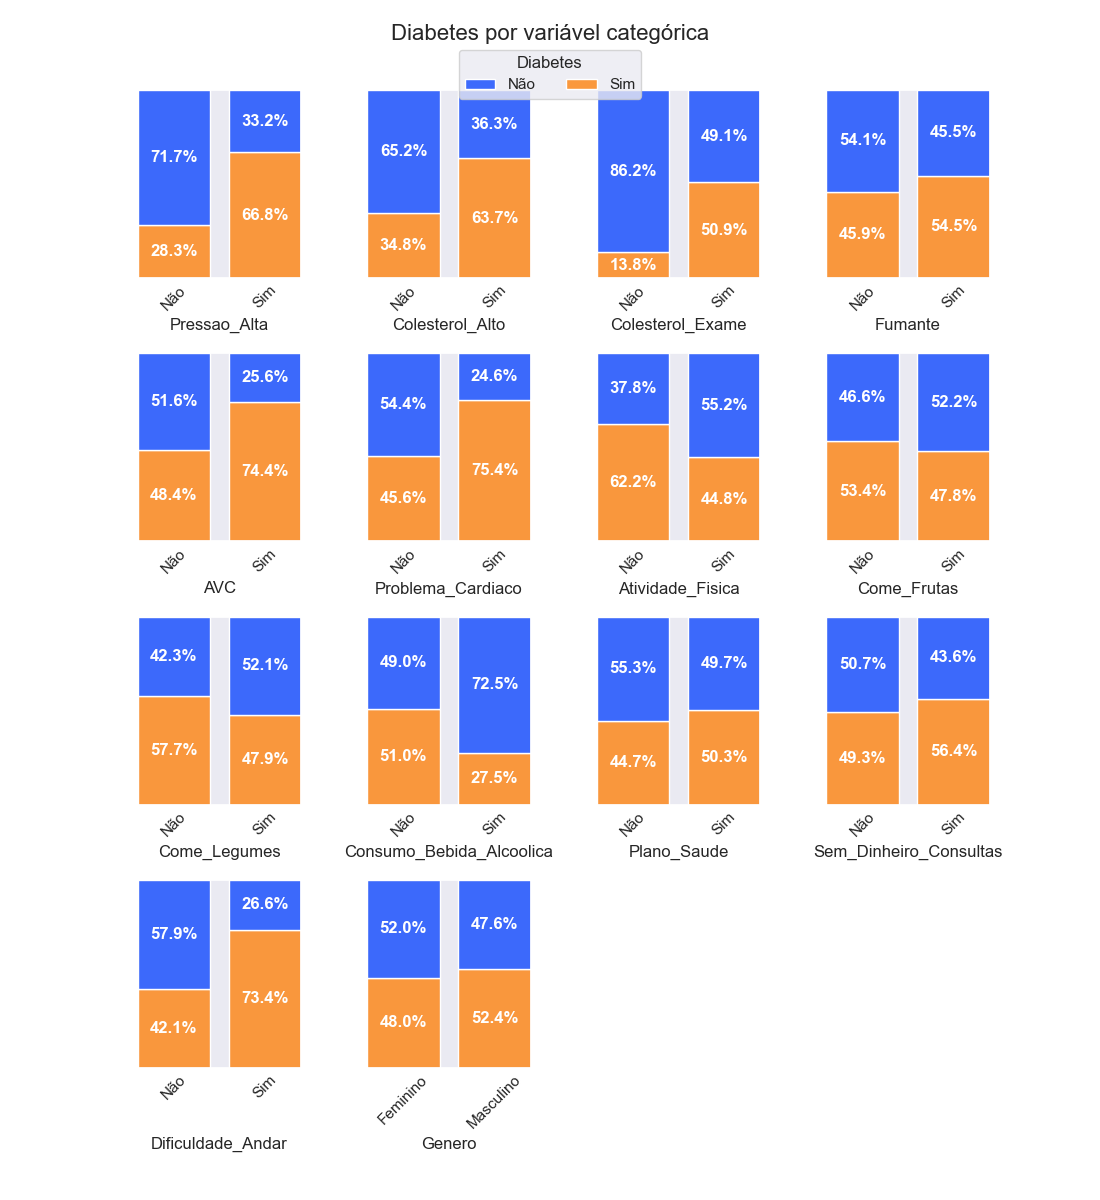 Diabetes por variável categórica
Diabetes
Não Sim
71.7% 33.2% 65.2% 36.3% 86.2% 49.1% 54.1% 45.5%
28.3% 66.8% 34.8% 63.7% 13.8% 50.9% 45.9% 54.5%
Não Sim Não Sim Não Sim Não Sim
Pressao_Alta Colesterol_Alto Colesterol_Exame Fumante
51.6% 25.6% 54.4% 24.6% 37.8% 55.2% 46.6% 52.2%
48.4% 74.4% 45.6% 75.4% 62.2% 44.8% 53.4% 47.8%
Não Sim Não Sim Não Sim Não Sim
AVC Problema_Cardiaco Atividade_Fisica Come_Frutas
42.3% 52.1% 49.0% 72.5% 55.3% 49.7% 50.7% 43.6%
57.7% 47.9% 51.0% 27.5% 44.7% 50.3% 49.3% 56.4%
Não Sim Não Sim Não Sim Não Sim
Come_Legumes Consumo_Bebida_Alcoolica Plano_Saude Sem_Dinheiro_Consultas
57.9% 26.6% 52.0% 47.6%
42.1% 73.4% 48.0% 52.4%
Não Sim Feminino Masculino
Dificuldade_Andar Genero